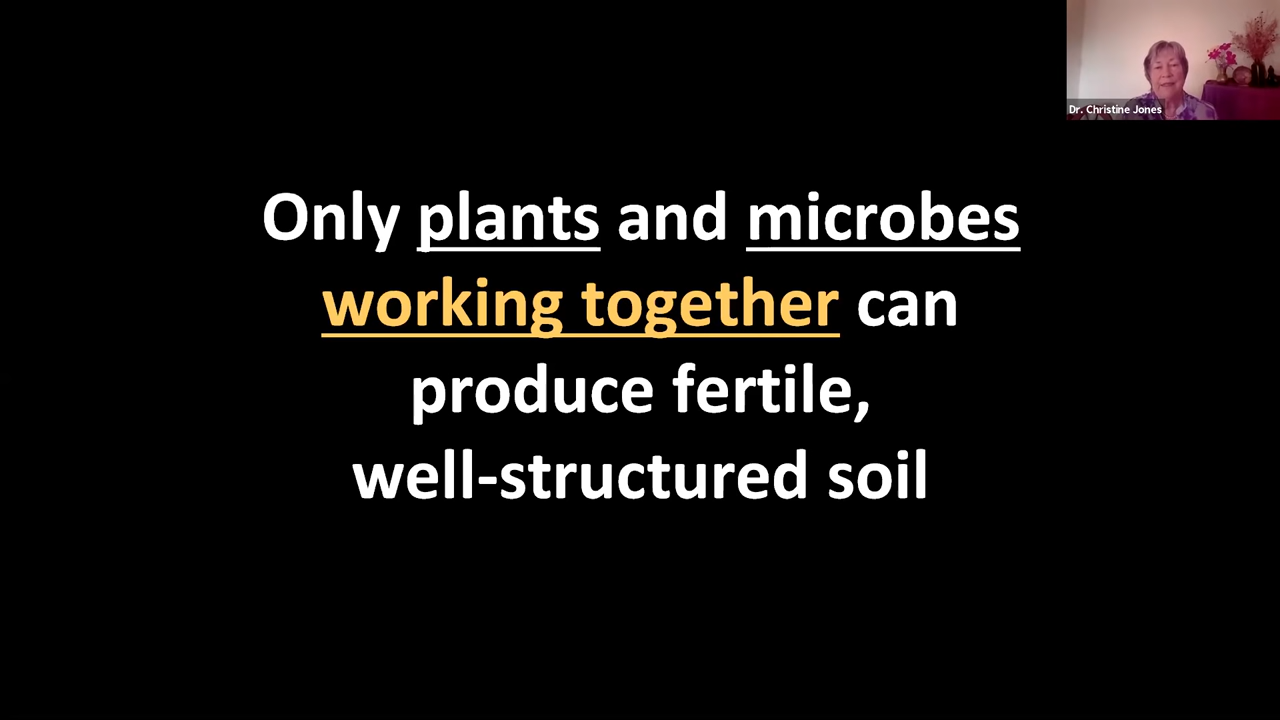 Dr. Christine Jones
Only plants and microbes
working together can
produce fertile,
well-structured soil